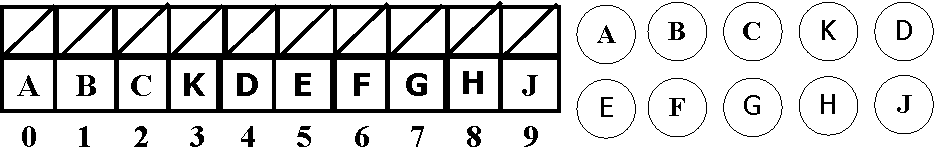 A B C K D E F G H J
0 1 2 3 4 5 6 7 8 9
A B C K D
E F G H J